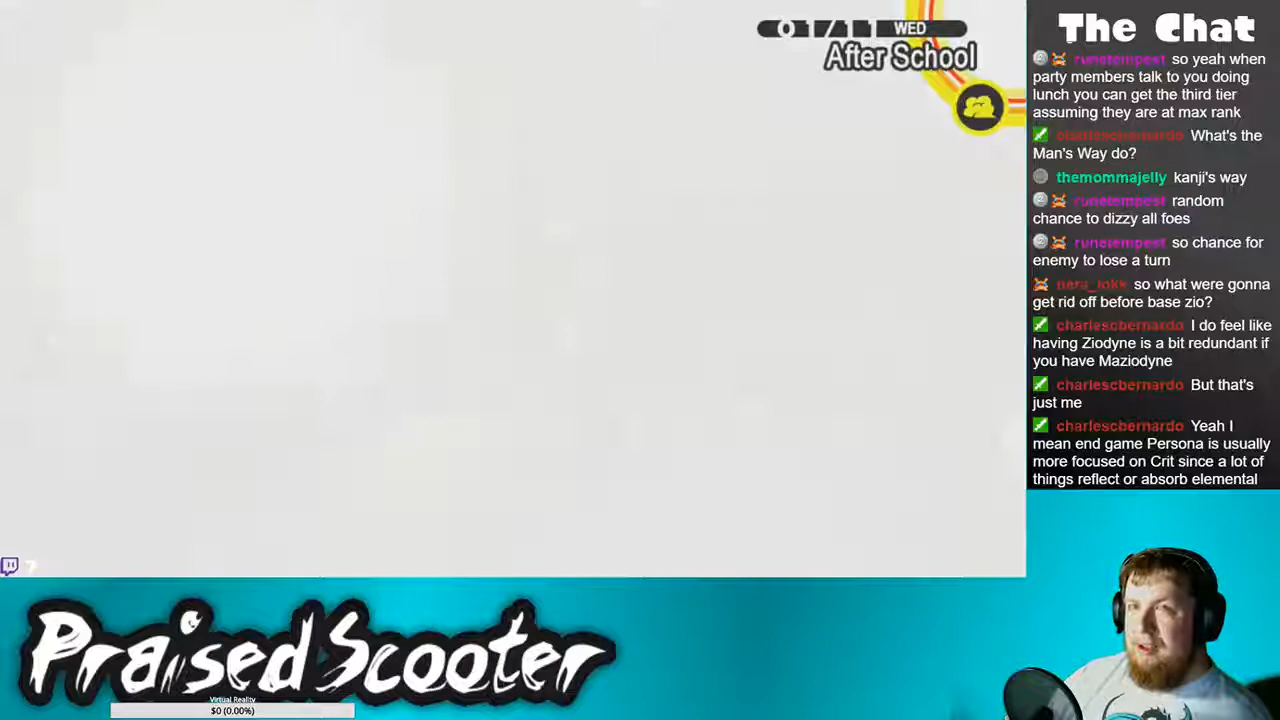 WED
After School
The Chat
runetempest so yeah when
party members talk to you doing
lunch you can get the third tier
assuming they are at max rank
charlescbernardo What's the
Man's Way do?
themommajelly kanji's way
runetempest random
chance to dizzy all foes
runetempest so chance for
enemy to lose a turn
nera_lokk so what were gonna
get rid off before base zio?
charlescbernardo I do feel like
having Ziodyne is a bit redundant if
you have Maziodyne
charlescbernardo But that's
just me
charlescbernardo Yeah I
mean end game Persona is usually
more focused on Crit since a lot of
things reflect or absorb elemental
7
Praised Scooter
Virtual Reality
$0 (0.00%)